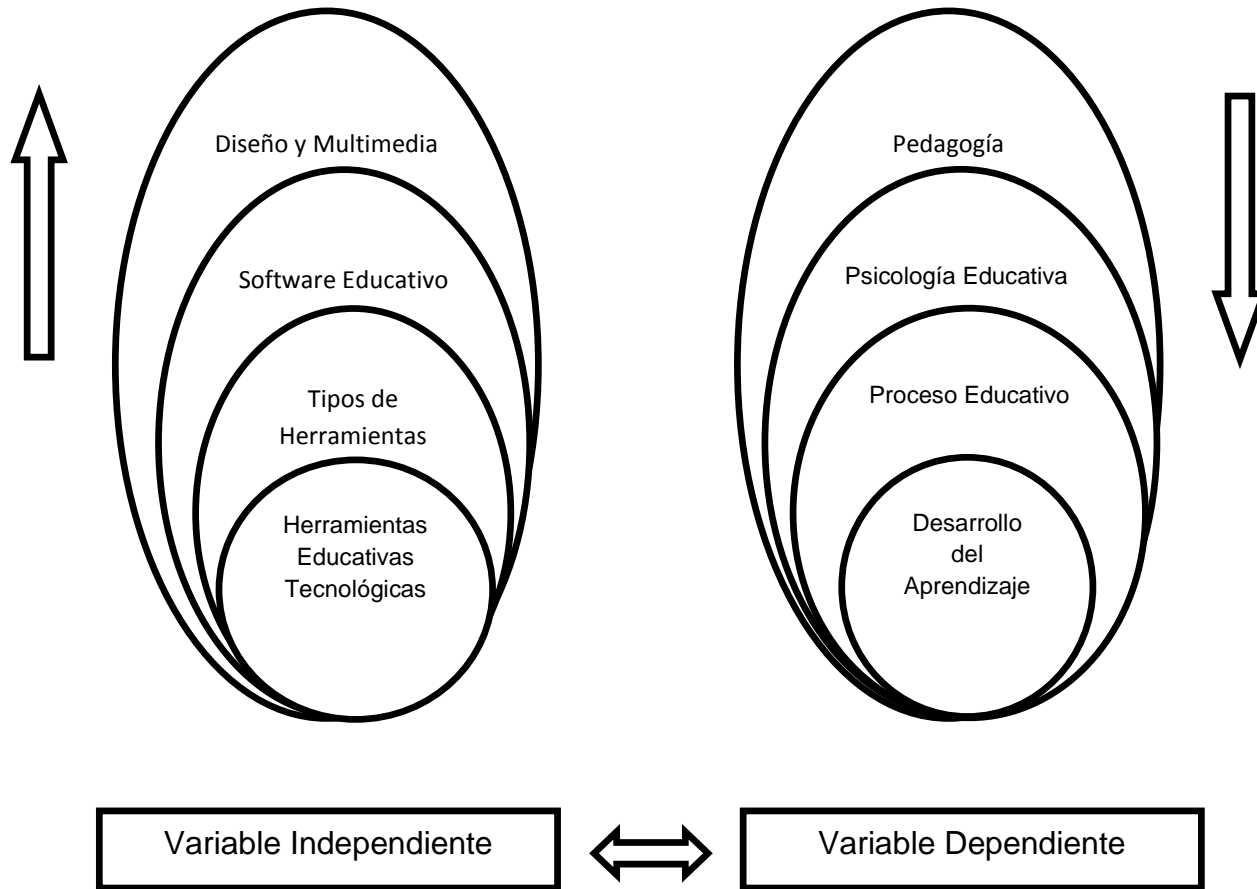 Diseño y Multimedia
Software Educativo
Tipos de
Herramientas
Herramientas
Educativas
Tecnológicas
Pedagogía
Psicología Educativa
Proceso Educativo
Desarrollo
del
Aprendizaje
Variable Independiente
Variable Dependiente